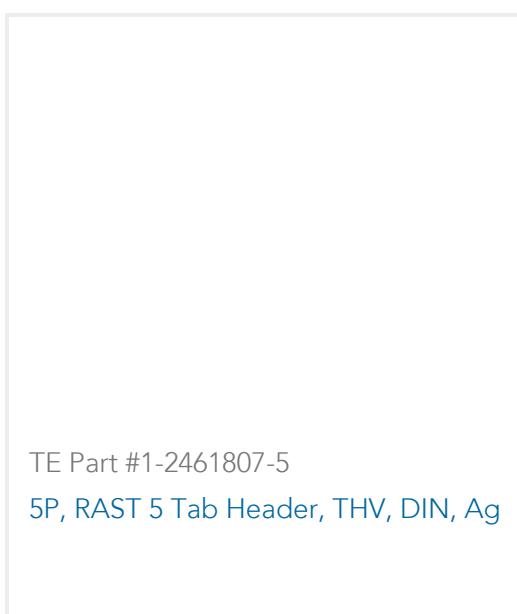 TE Part #1-2461807-5
5P, RAST 5 Tab Header, THV, DIN, Ag